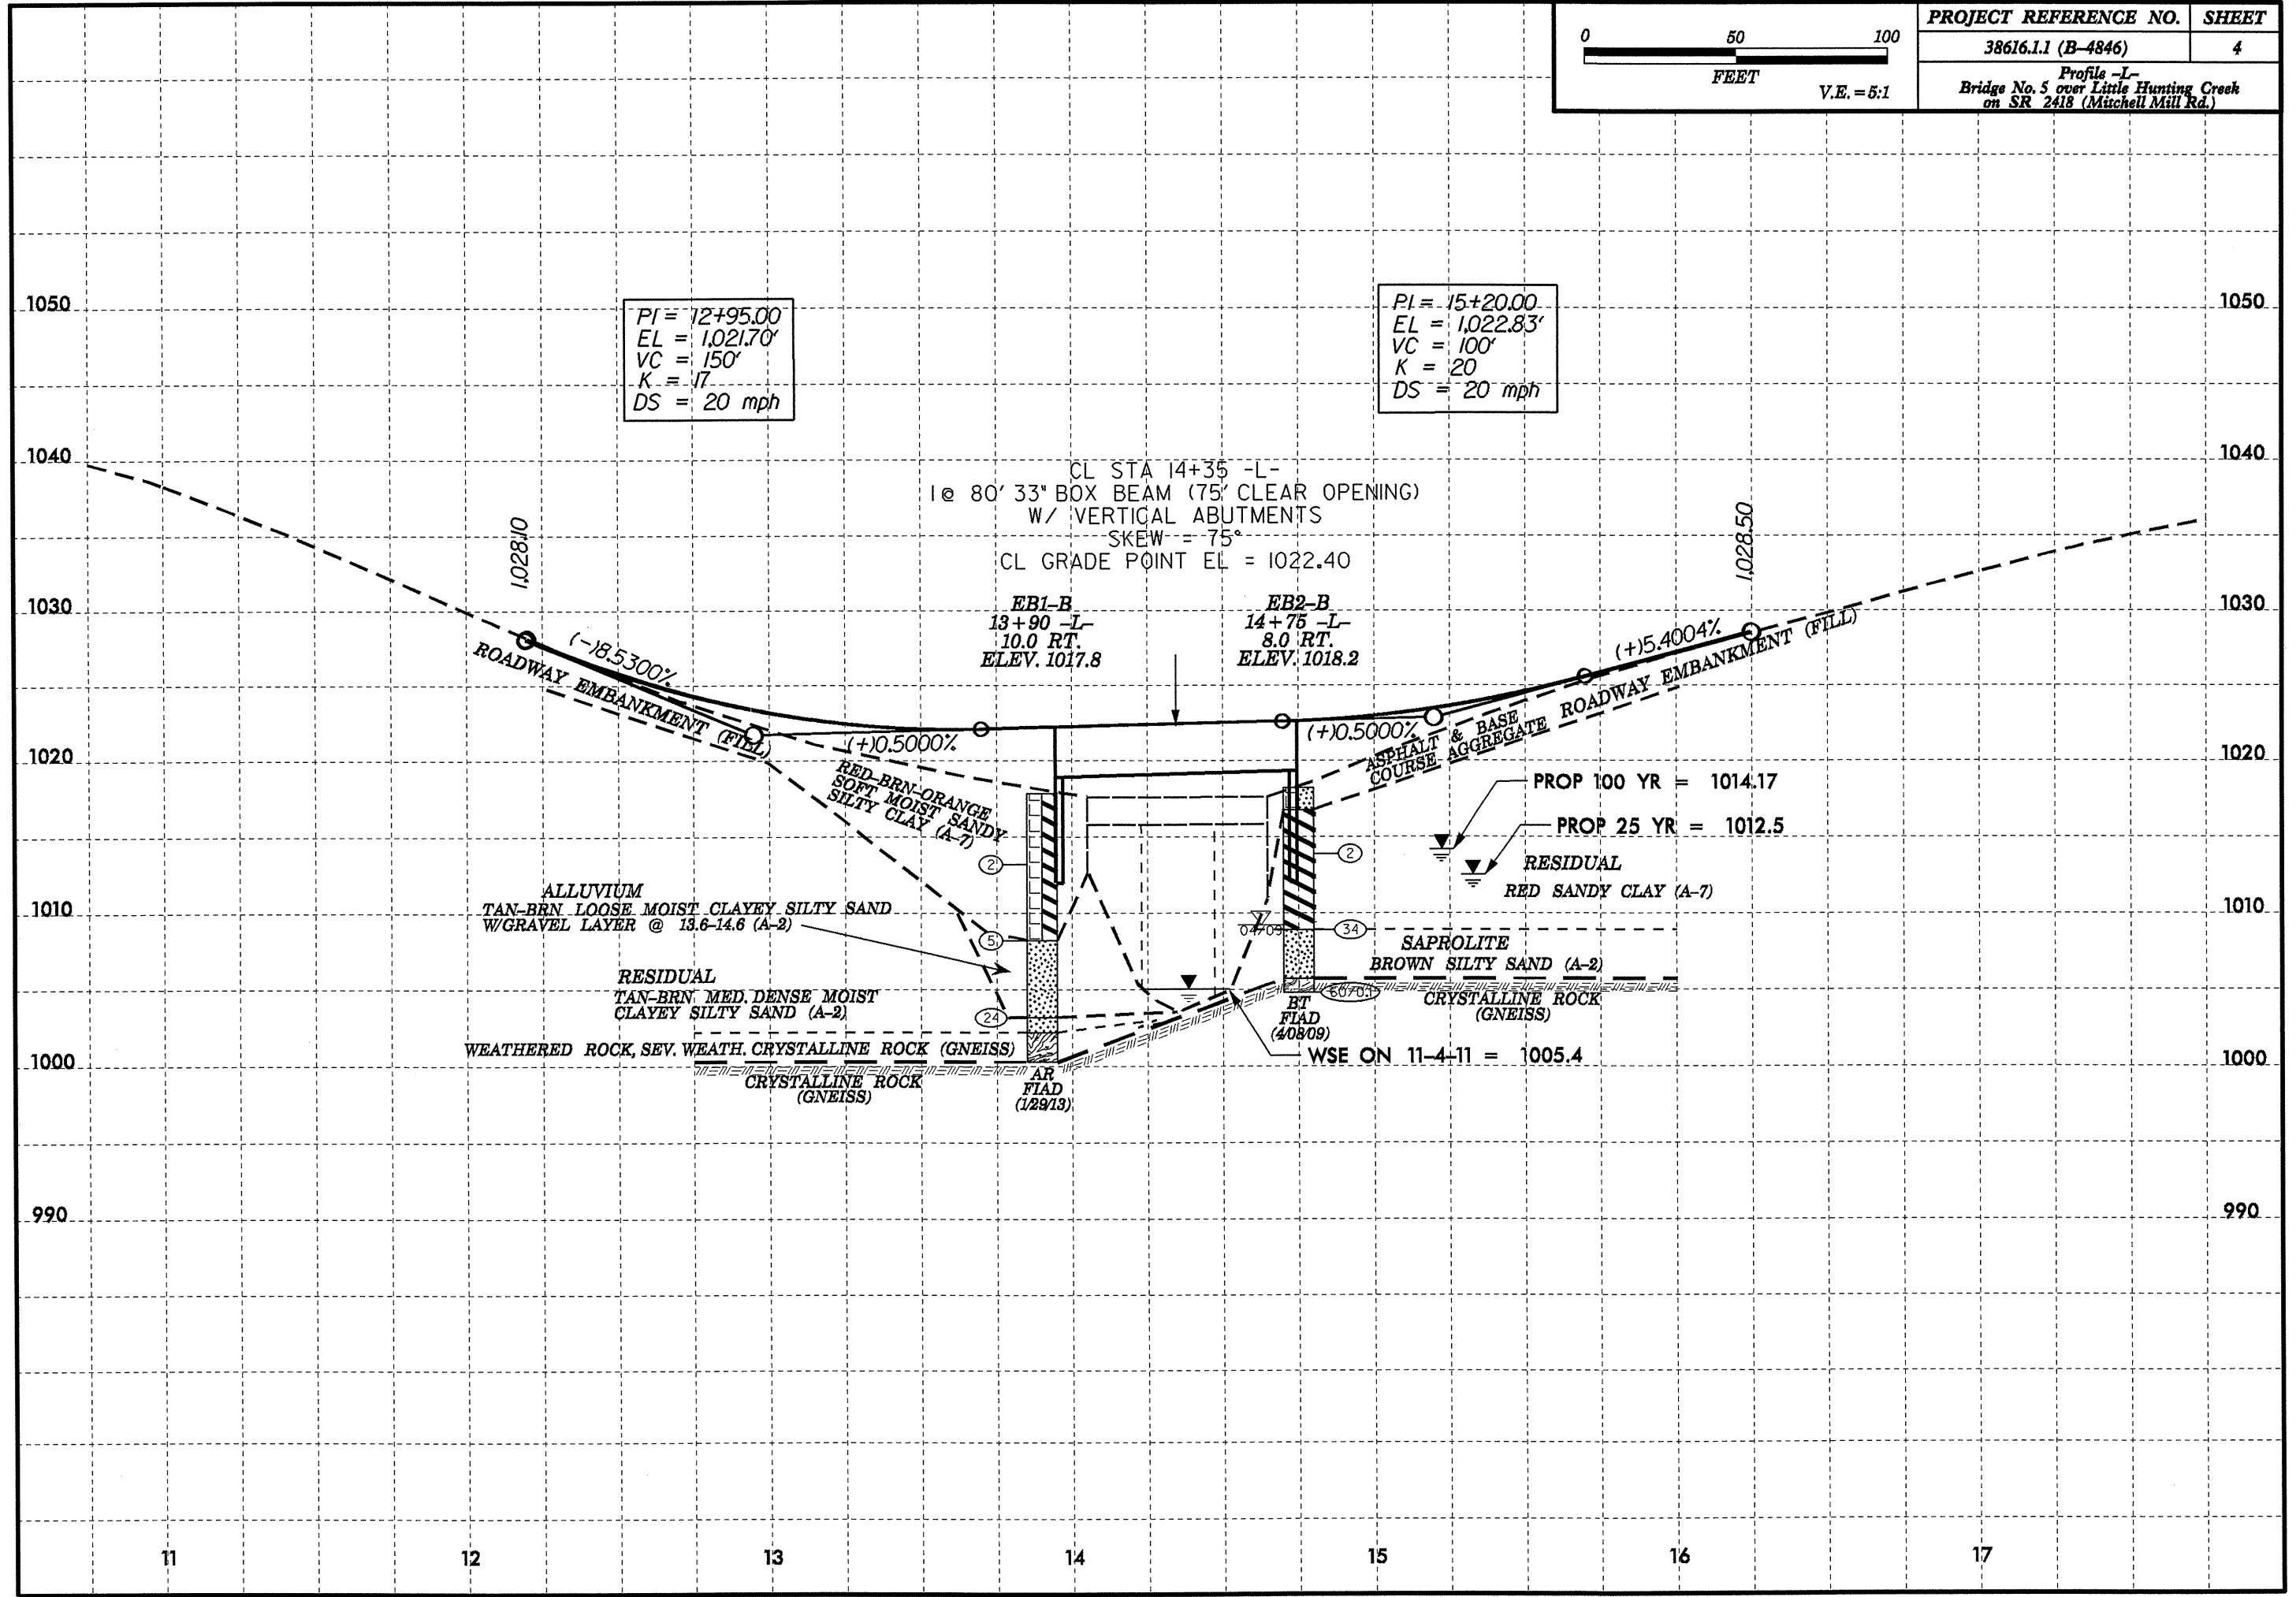 0 50 100
FEET
V.E. = 5:1
PROJECT REFERENCE NO. SHEET
38616.1.1 (B-4846) 4
Profile -L-
Bridge No. 5 over Little Hunting Creek
on SR 2418 (Mitchell Mill Rd.)
1050 1050
PI = 12+95.00
EL = 1,021.70'
VC = 150'
K = 17
DS = 20 mph
PI = 15+20.00
EL = 1,022.83'
VC = 100'
K = 20
DS = 20 mph
1040 1040
CL STA 14+35 -L-
1@ 80' 33" BOX BEAM (75' CLEAR OPENING)
W/ VERTICAL ABUTMENTS
SKEW = 75°
CL GRADE POINT EL = 1022.40
1,028.10
1,028.50
1030 1030
EB1-B
13+90 -L-
10.0 RT.
ELEV. 1017.8
EB2-B
14+75 -L-
8.0 RT.
ELEV. 1018.2
(-)8.5300%
ROADWAY EMBANKMENT (FILL)
(+)0.5000%
(+)0.5000%
(+)5.4004%
ROADWAY EMBANKMENT (FILL)
ASPHALT & BASE
COURSE AGGREGATE
1020 1020
RED-BRN-ORANGE
SOFT MOIST SANDY
SILTY CLAY (A-7)
PROP 100 YR = 1014.17
PROP 25 YR = 1012.5
2
2
RESIDUAL
RED SANDY CLAY (A-7)
ALLUVIUM
TAN-BRN LOOSE MOIST CLAYEY SILTY SAND
W/GRAVEL LAYER @ 13.6-14.6 (A-2)
1010 1010
04/09
5
34
SAPROLITE
BROWN SILTY SAND (A-2)
RESIDUAL
TAN-BRN MED. DENSE MOIST
CLAYEY SILTY SAND (A-2)
60/0.1
CRYSTALLINE ROCK
(GNEISS)
24
BT
FIAD
(4/08/09)
WEATHERED ROCK, SEV. WEATH. CRYSTALLINE ROCK (GNEISS)
WSE ON 11-4-11 = 1005.4
1000 1000
CRYSTALLINE ROCK
(GNEISS)
AR
FIAD
(1/29/13)
990 990
11 12 13 14 15 16 17